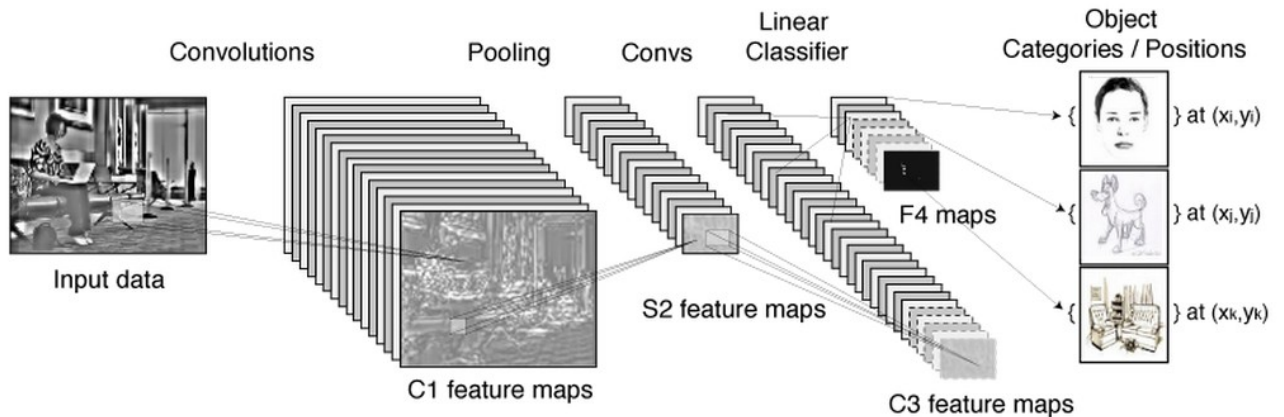 Convolutions
Pooling
Convs
Linear
Classifier
Object
Categories / Positions
Input data
C1 feature maps
S2 feature maps
C3 feature maps
F4 maps
{ } at (xi,yi)
{ } at (xj,yj)
{ } at (xk,yk)